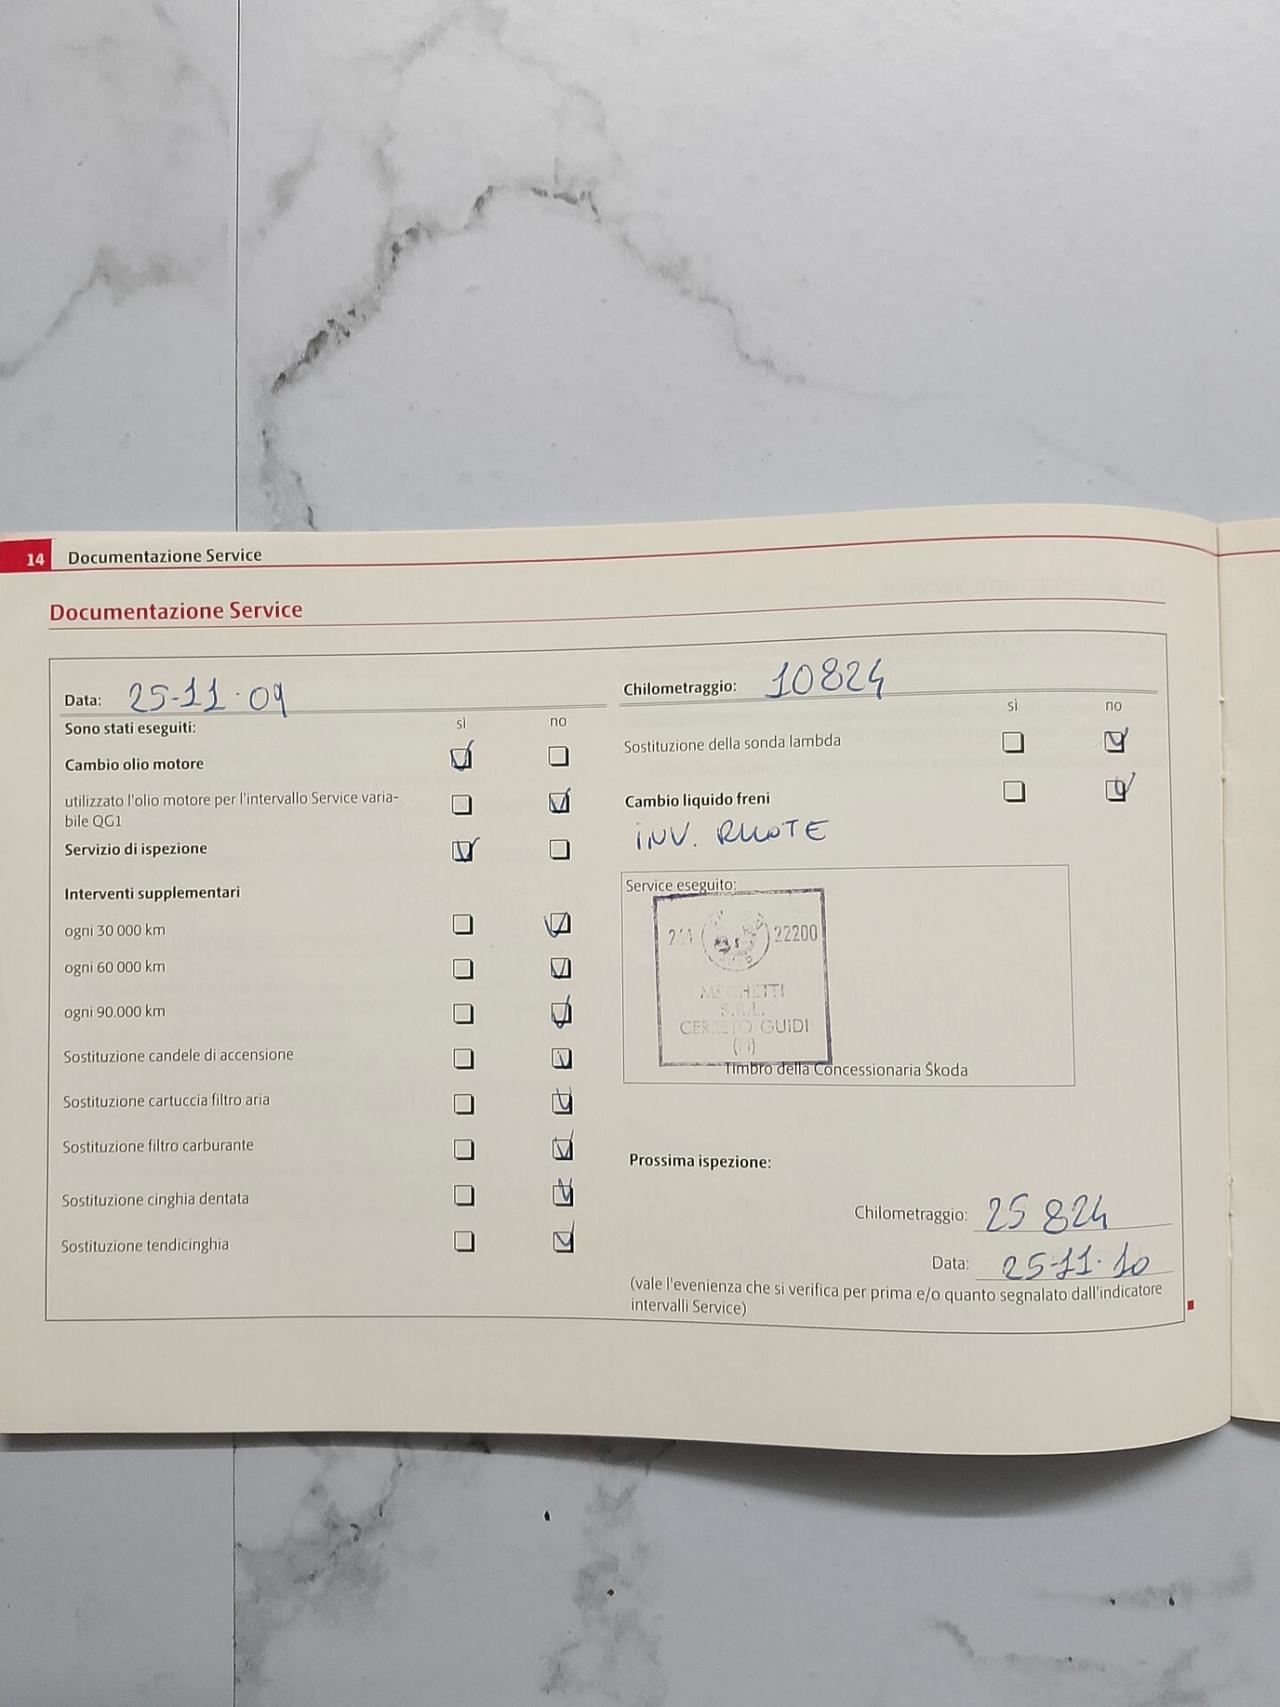 14 Documentazione Service
Documentazione Service
Data: 25-11-09
Sono stati eseguiti: sì no
Cambio olio motore
utilizzato l'olio motore per l'intervallo Service varia-
bile QG1
Servizio di ispezione
Interventi supplementari
ogni 30 000 km
ogni 60 000 km
ogni 90.000 km
Sostituzione candele di accensione
Sostituzione cartuccia filtro aria
Sostituzione filtro carburante
Sostituzione cinghia dentata
Sostituzione tendicinghia
Chilometraggio: 10824
sì no
Sostituzione della sonda lambda
Cambio liquido freni
INV. RUOTE
Service eseguito:
22200
MECHETTI
S.R.L.
CERRETO GUIDI
(FI)
Timbro della Concessionaria Škoda
Prossima ispezione:
Chilometraggio: 25 824
Data: 25-11-10
(vale l'evenienza che si verifica per prima e/o quanto segnalato dall'indicatore
intervalli Service)